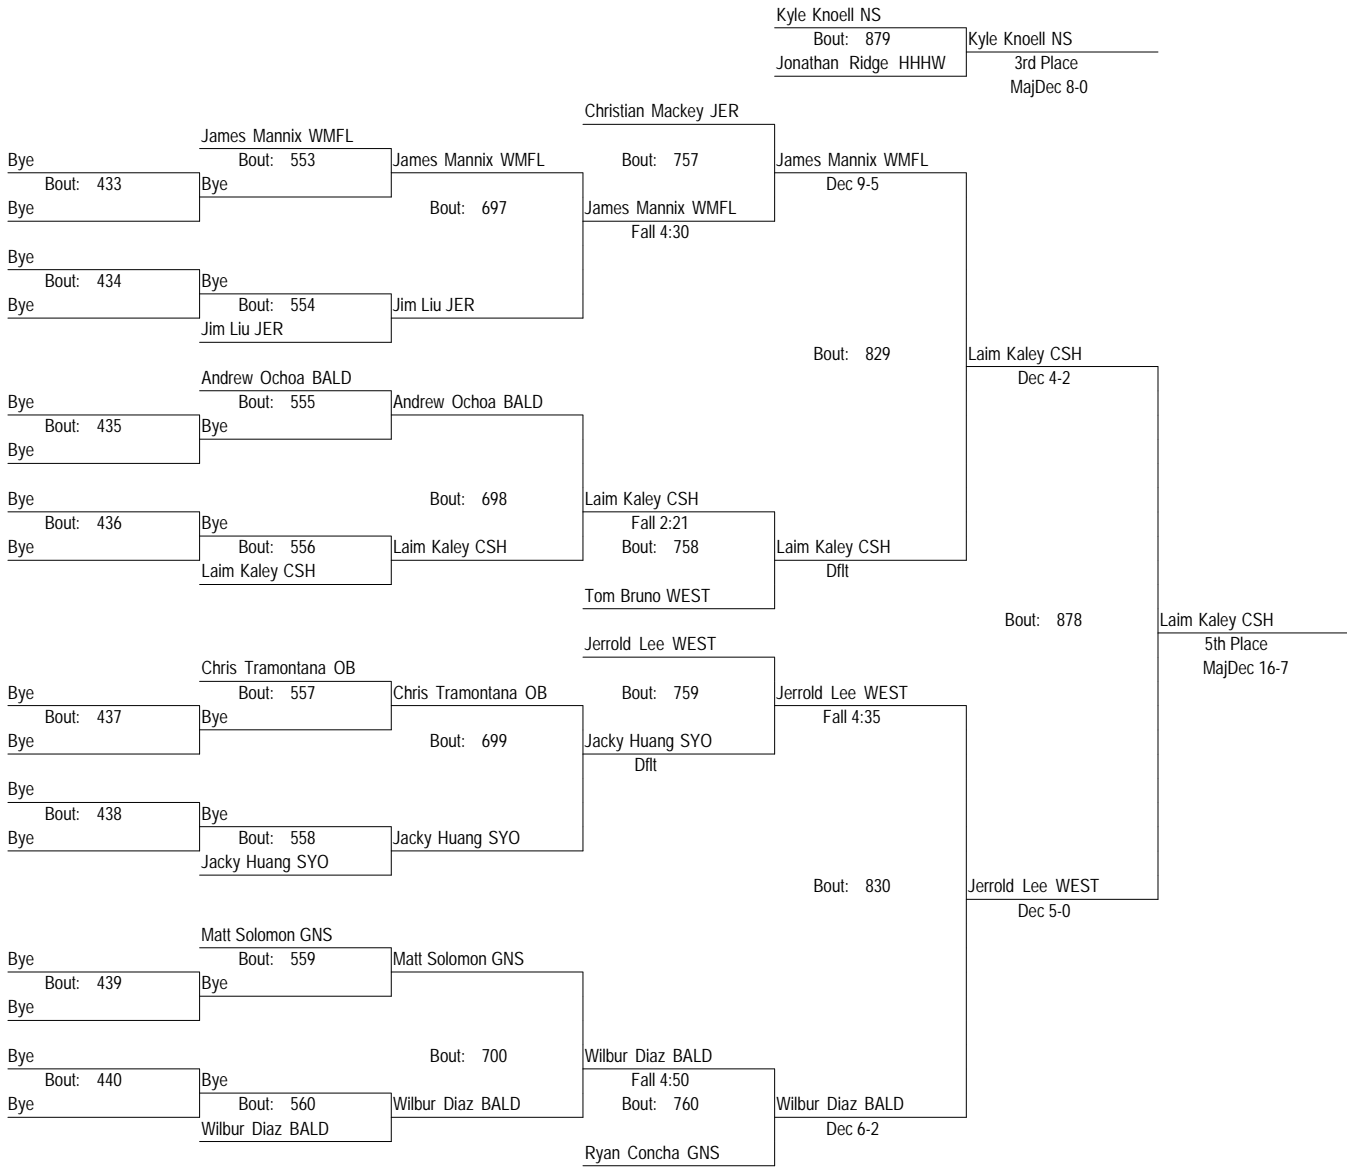 Kyle Knoell NS
Bout: 879
Kyle Knoell NS
Jonathan Ridge HHHW
3rd Place
MajDec 8-0
Christian Mackey JER
James Mannix WMFL
Bye
Bout: 553
James Mannix WMFL
Bout: 757
James Mannix WMFL
Bout: 433
Bye
Dec 9-5
Bye
Bout: 697
James Mannix WMFL
Fall 4:30
Bye
Bout: 434
Bye
Bye
Bout: 554
Jim Liu JER
Jim Liu JER
Bout: 829
Laim Kaley CSH
Dec 4-2
Andrew Ochoa BALD
Bye
Bout: 555
Andrew Ochoa BALD
Bout: 435
Bye
Bye
Bye
Bout: 698
Laim Kaley CSH
Bout: 436
Bye
Fall 2:21
Bye
Bout: 556
Laim Kaley CSH
Bout: 758
Laim Kaley CSH
Laim Kaley CSH
Dflt
Tom Bruno WEST
Bout: 878
Laim Kaley CSH
5th Place
MajDec 16-7
Jerrold Lee WEST
Chris Tramontana OB
Bye
Bout: 557
Chris Tramontana OB
Bout: 759
Jerrold Lee WEST
Bout: 437
Bye
Fall 4:35
Bye
Bout: 699
Jacky Huang SYO
Dflt
Bye
Bout: 438
Bye
Bye
Bout: 558
Jacky Huang SYO
Jacky Huang SYO
Bout: 830
Jerrold Lee WEST
Dec 5-0
Matt Solomon GNS
Bye
Bout: 559
Matt Solomon GNS
Bout: 439
Bye
Bye
Bye
Bout: 700
Wilbur Diaz BALD
Bout: 440
Bye
Fall 4:50
Bye
Bout: 560
Wilbur Diaz BALD
Bout: 760
Wilbur Diaz BALD
Wilbur Diaz BALD
Dec 6-2
Ryan Concha GNS